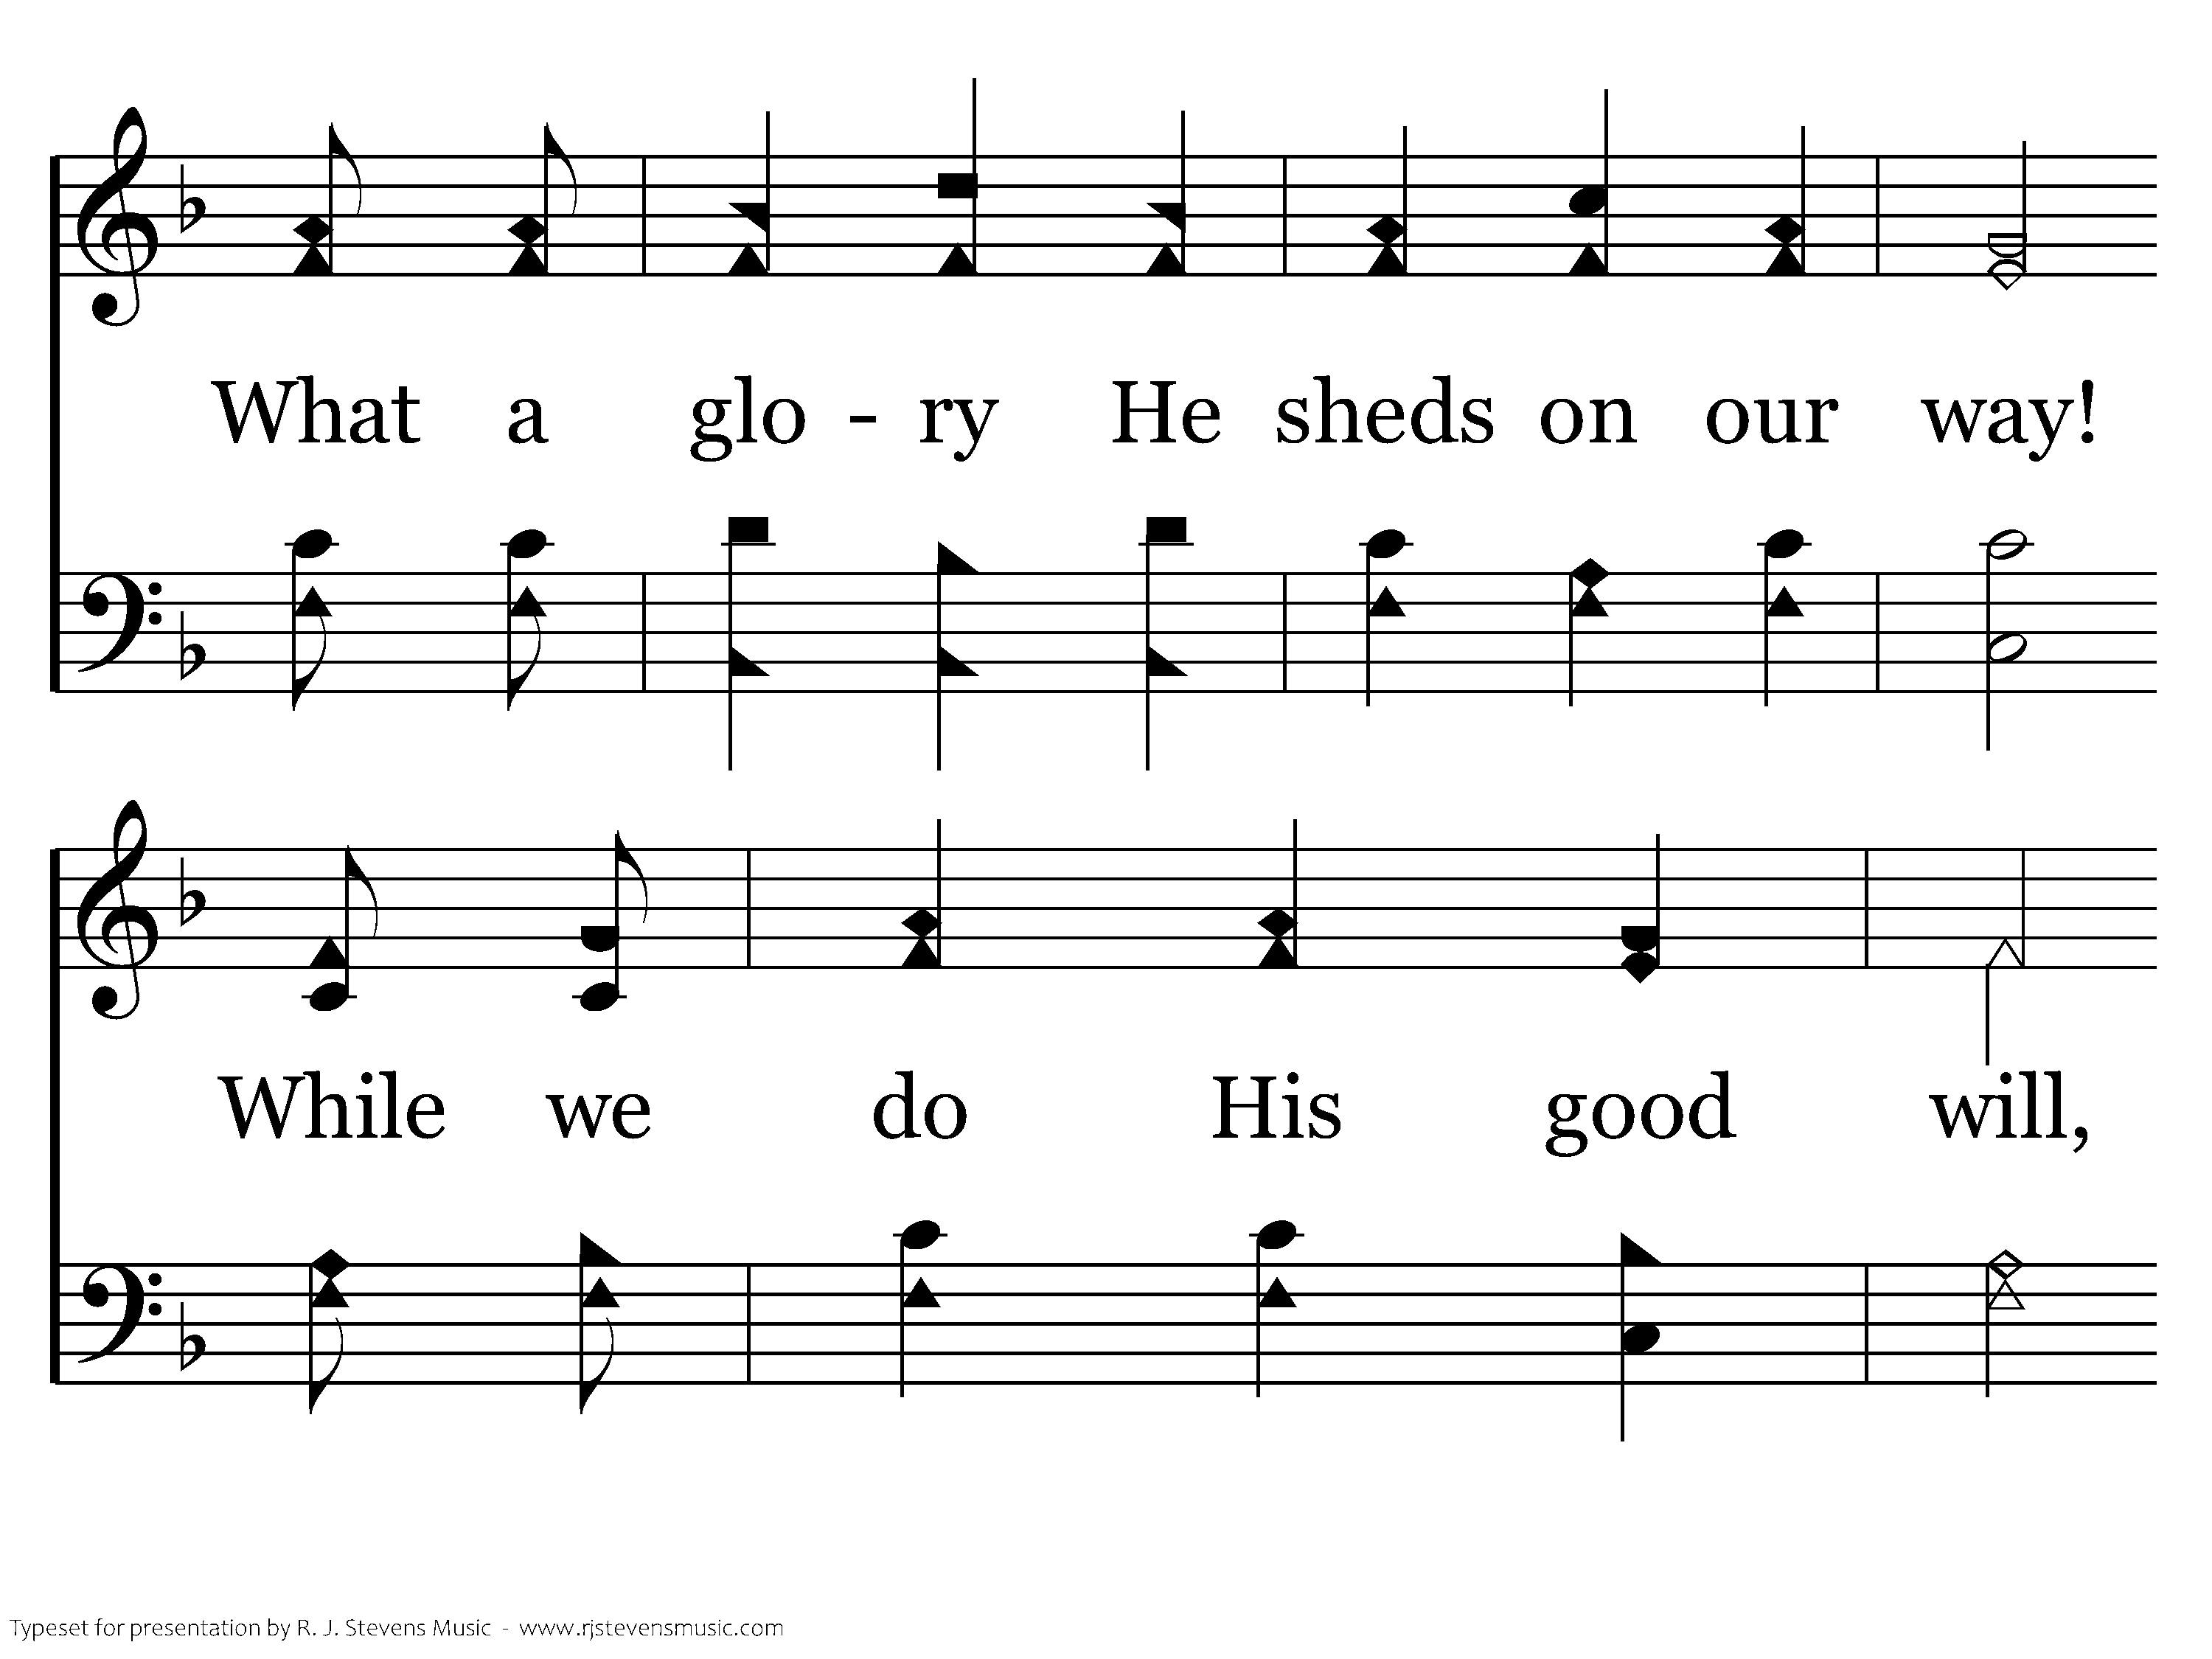 What a glo - ry He sheds on our way!
While we do His good will,
Typeset for presentation by R. J. Stevens Music - www.rjstevensmusic.com